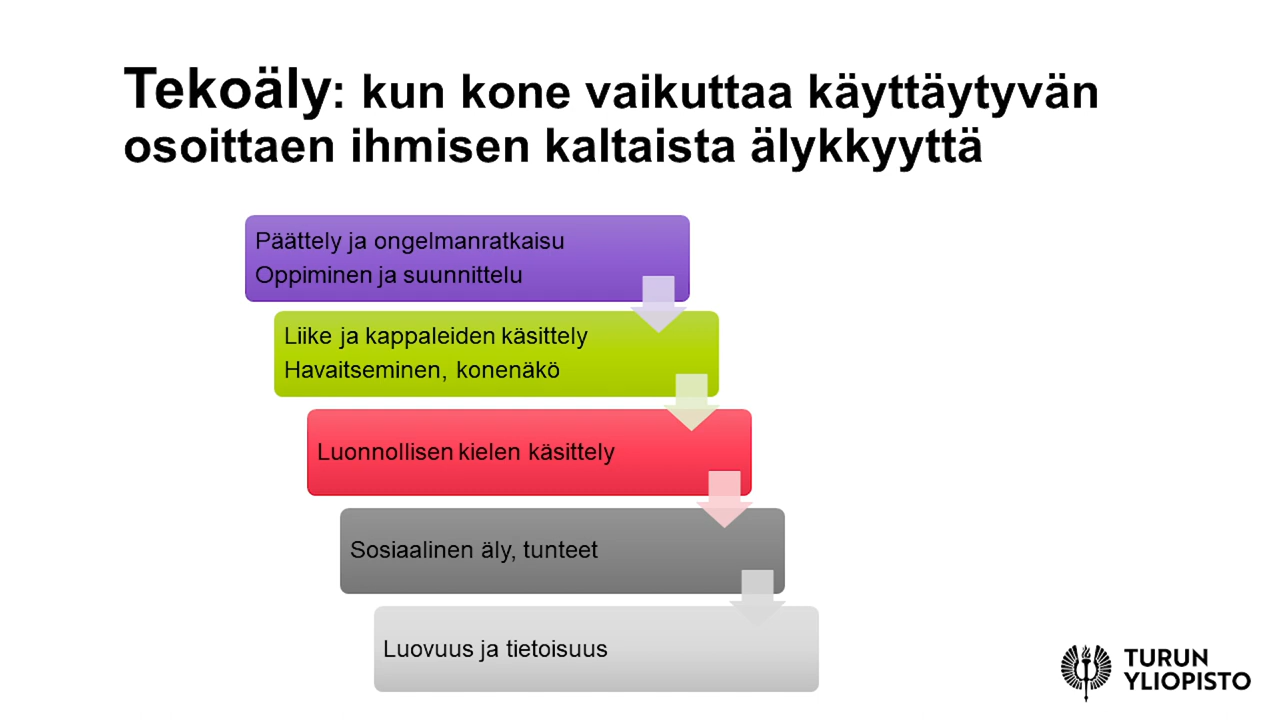 Tekoäly: kun kone vaikuttaa käyttäytyvän
osoittaen ihmisen kaltaista älykkyyttä
Päättely ja ongelmanratkaisu
Oppiminen ja suunnittelu
Liike ja kappaleiden käsittely
Havaitseminen, konenäkö
Luonnollisen kielen käsittely
Sosiaalinen äly, tunteet
Luovuus ja tietoisuus
TURUN
YLIOPISTO